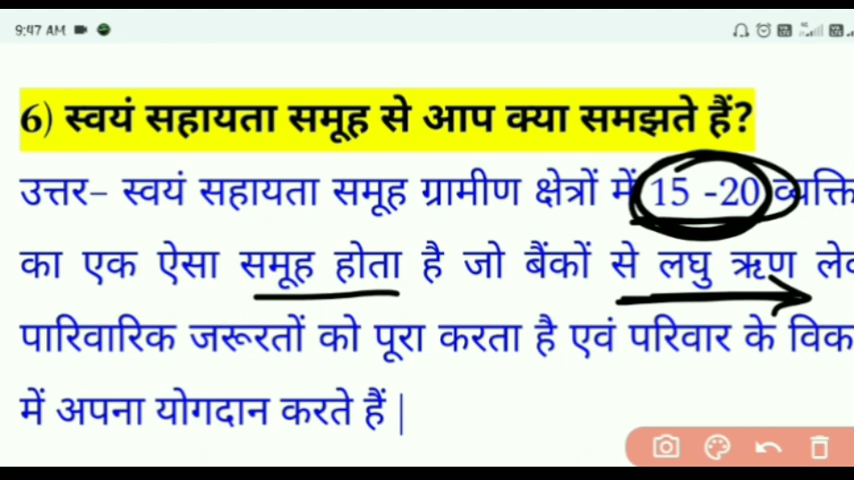 9:47 AM
6) स्वयं सहायता समूह से आप क्या समझते हैं?
उत्तर– स्वयं सहायता समूह ग्रामीण क्षेत्रों में 15 -20
का एक ऐसा समूह होता है जो बैंकों से लघु ऋण
पारिवारिक जरूरतों को पूरा करता है एवं परिवार के
में अपना योगदान करते हैं |